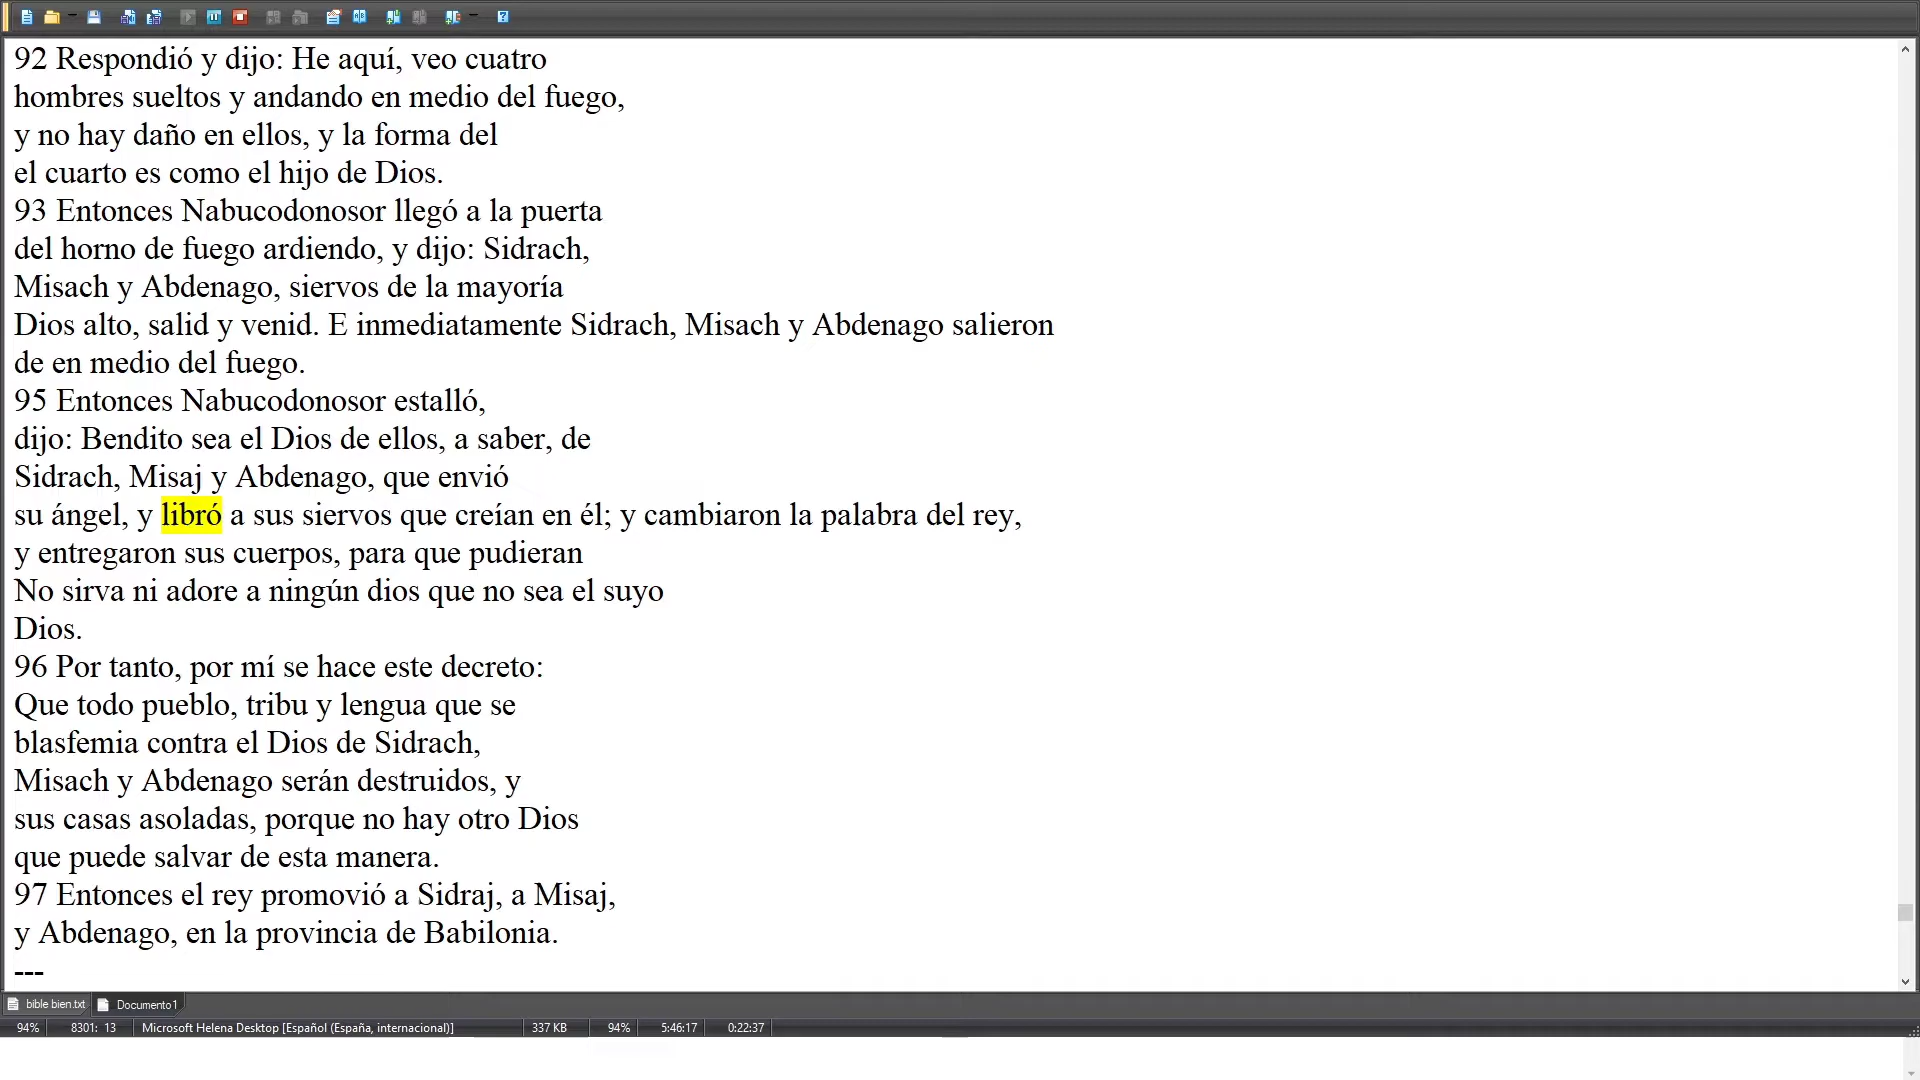 92 Respondió y dijo: He aquí, veo cuatro
hombres sueltos y andando en medio del fuego,
y no hay daño en ellos, y la forma del
el cuarto es como el hijo de Dios.
93 Entonces Nabucodonosor llegó a la puerta
del horno de fuego ardiendo, y dijo: Sidrach,
Misach y Abdenago, siervos de la mayoría
Dios alto, salid y venid. E inmediatamente Sidrach, Misach y Abdenago salieron
de en medio del fuego.
95 Entonces Nabucodonosor estalló,
dijo: Bendito sea el Dios de ellos, a saber, de
Sidrach, Misaj y Abdenago, que envió
su ángel, y libró a sus siervos que creían en él; y cambiaron la palabra del rey,
y entregaron sus cuerpos, para que pudieran
No sirva ni adore a ningún dios que no sea el suyo
Dios.
96 Por tanto, por mí se hace este decreto:
Que todo pueblo, tribu y lengua que se
blasfemia contra el Dios de Sidrach,
Misach y Abdenago serán destruidos, y
sus casas asoladas, porque no hay otro Dios
que puede salvar de esta manera.
97 Entonces el rey promovió a Sidraj, a Misaj,
y Abdenago, en la provincia de Babilonia.
---
bible bien.txt Documento1
94% 8301: 13 Microsoft Helena Desktop [Español (España, internacional)] 337 KB 94% 5:46:17 0:22:37